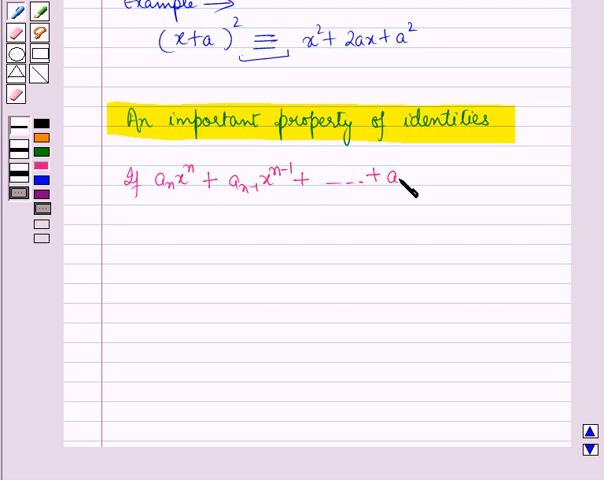 Example →
(x+a)² ≡ x² + 2ax + a²
An important property of identities
If aₙxⁿ + aₙ₋₁xⁿ⁻¹ + ---- + a